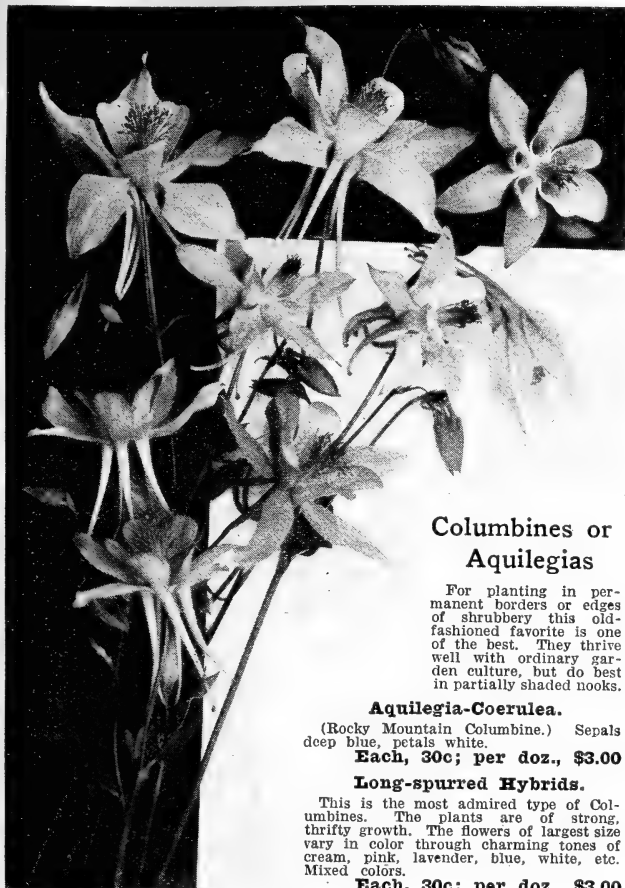 Columbines or
Aquilegias
For planting in per-
manent borders or edges
of shrubbery this old-
fashioned favorite is one
of the best. They thrive
well with ordinary gar-
den culture, but do best
in partially shaded nooks.
Aquilegia-Coerulea.
(Rocky Mountain Columbine.) Sepals
deep blue, petals white.
Each, 30c; per doz., $3.00
Long-spurred Hybrids.
This is the most admired type of Col-
umbines. The plants are of strong,
thrifty growth. The flowers of largest size
vary in color through charming tones of
cream, pink, lavender, blue, white, etc.
Mixed colors.
Each, 30c; per doz., $3.00